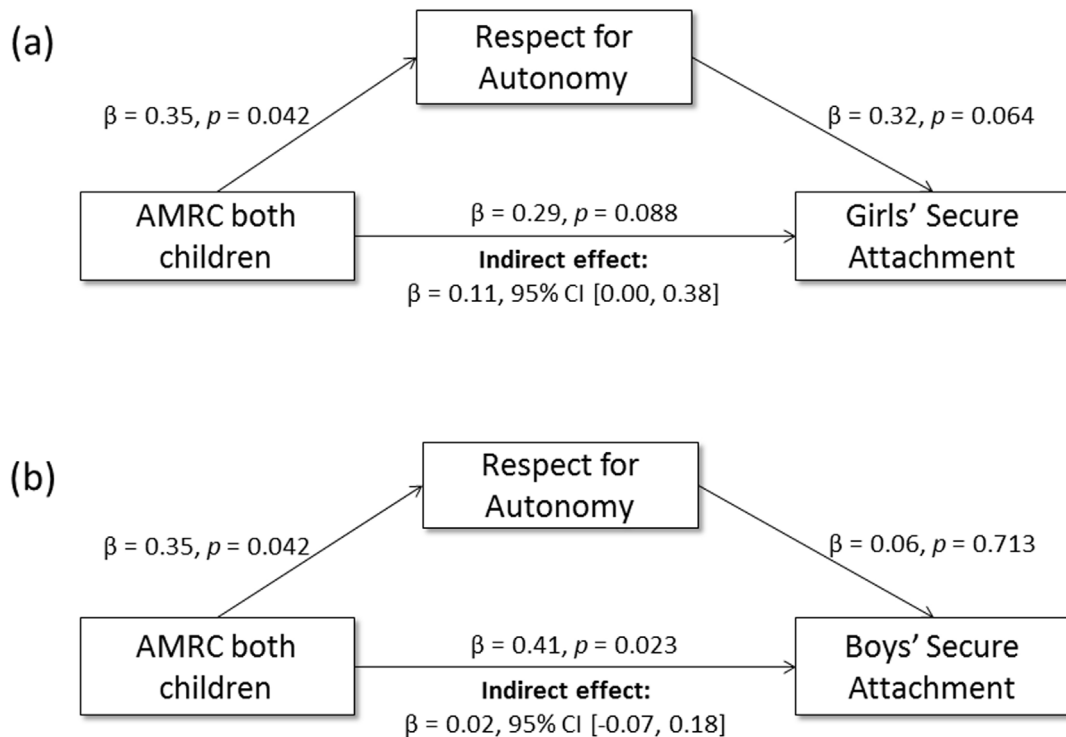 (a)
Respect for
Autonomy
β = 0.35, p = 0.042
β = 0.32, p = 0.064
AMRC both
children
β = 0.29, p = 0.088
Indirect effect:
β = 0.11, 95% CI [0.00, 0.38]
Girls’ Secure
Attachment
(b)
Respect for
Autonomy
β = 0.35, p = 0.042
β = 0.06, p = 0.713
AMRC both
children
β = 0.41, p = 0.023
Indirect effect:
β = 0.02, 95% CI [-0.07, 0.18]
Boys’ Secure
Attachment